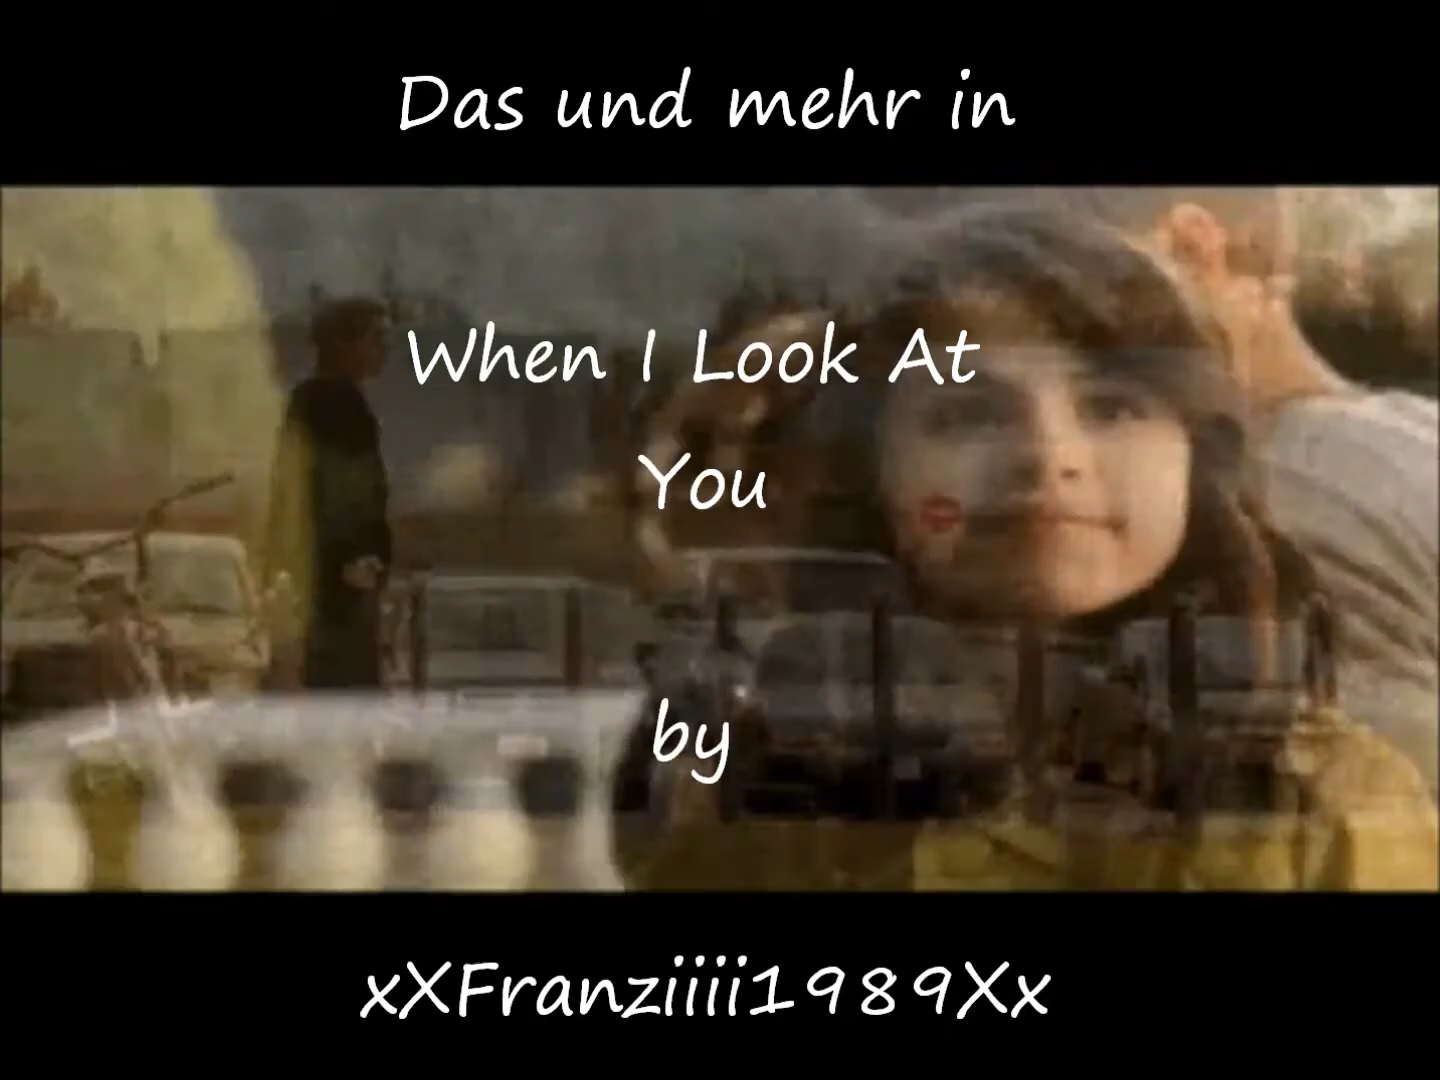 Das und mehr in
When I Look At
You
by
xXFranziiii1989Xx